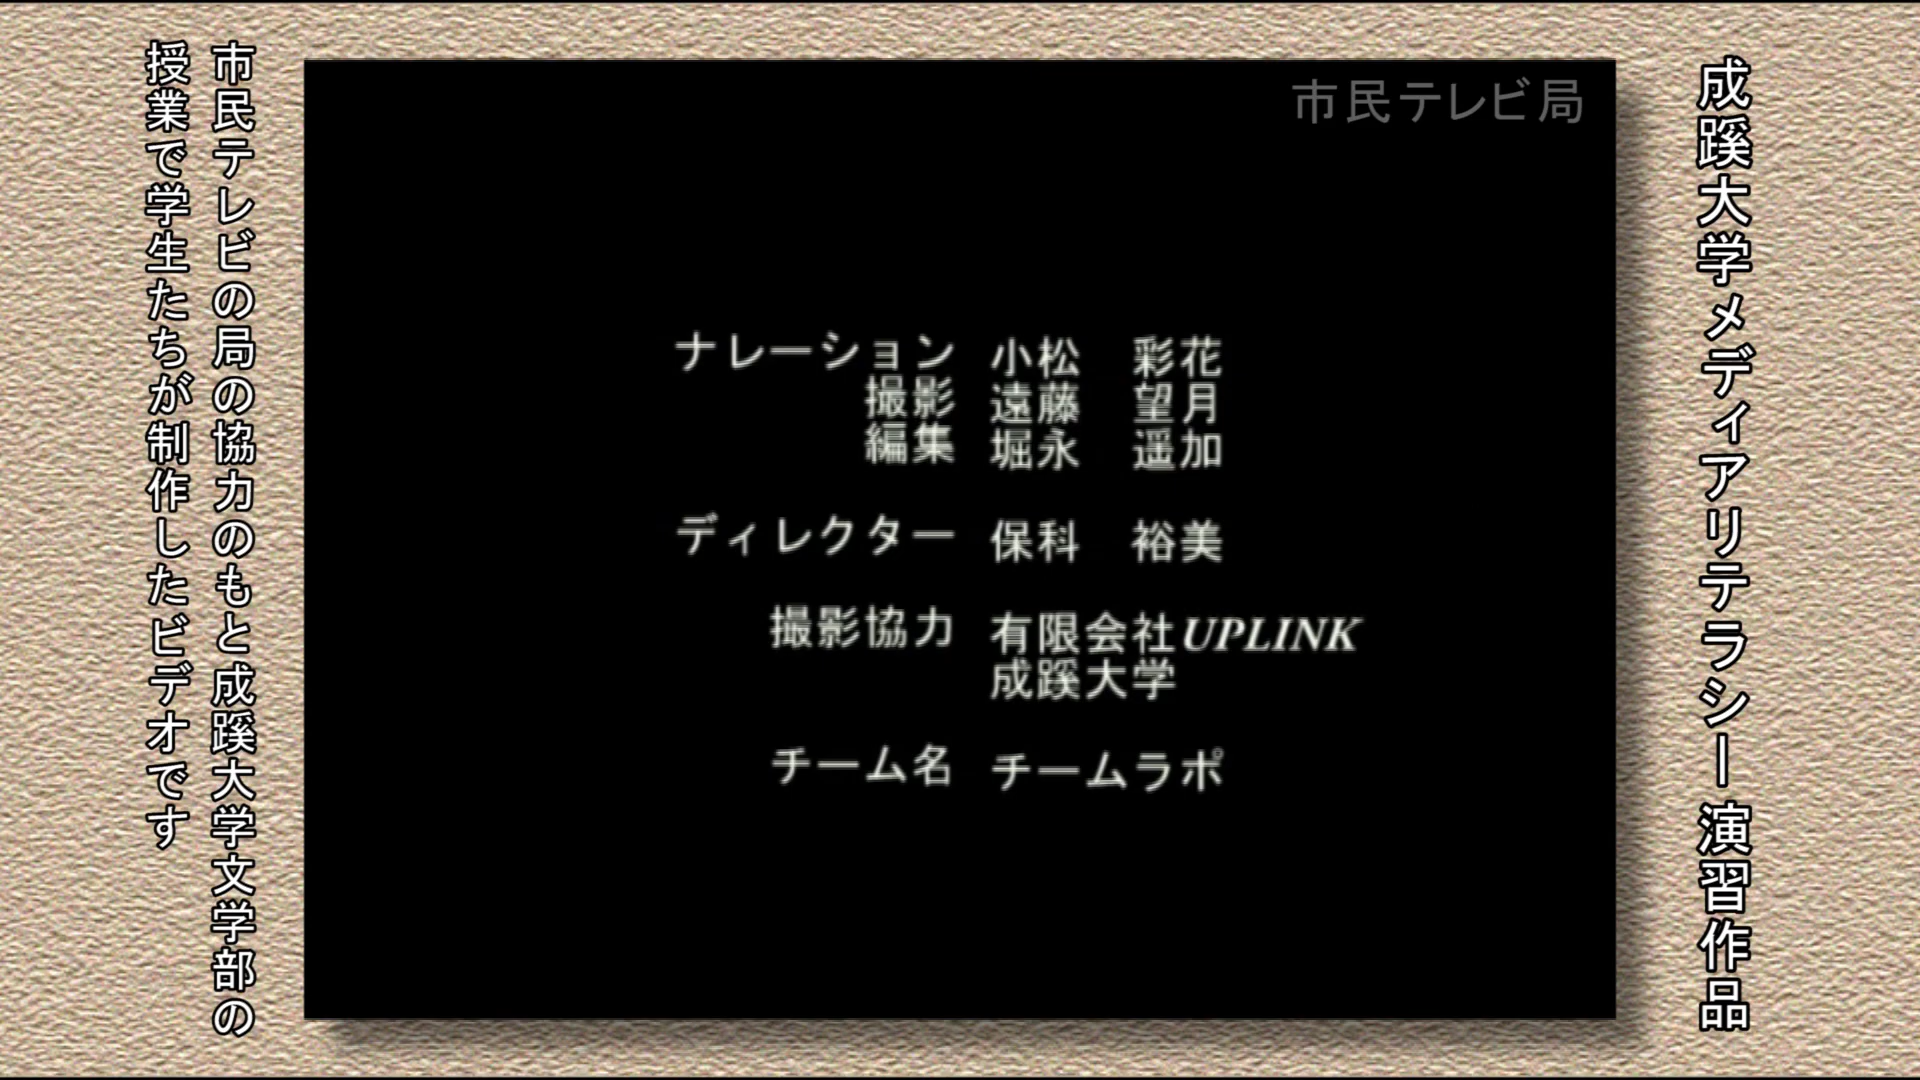 成蹊大学メディアリテラシー演習作品
市民テレビ局
ナレーション 小松 彩花
撮影 遠藤 望月
編集 堀永 遥加
ディレクター 保科 裕美
撮影協力 有限会社UPLINK
成蹊大学
チーム名 チームラポ
市民テレビの局の協力のもと成蹊大学文学部の
授業で学生たちが制作したビデオです